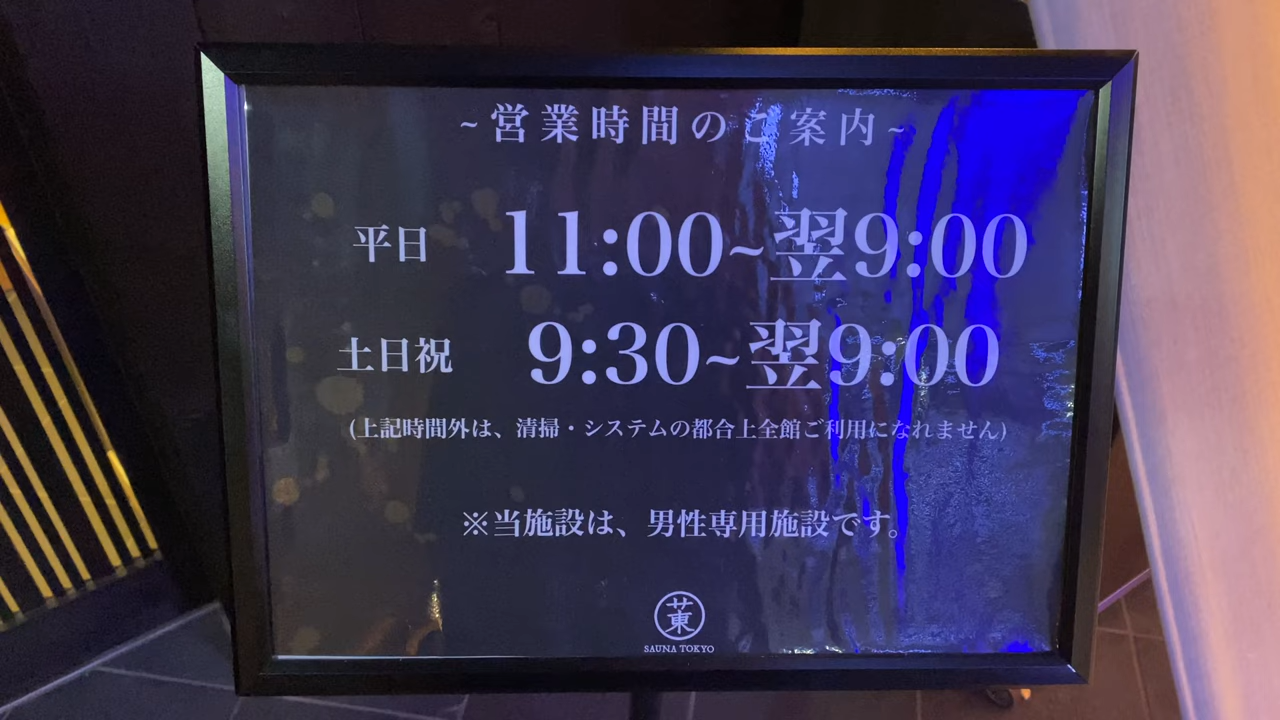 ~営業時間のご案内~
平日 11:00~翌9:00
土日祝 9:30~翌9:00
(上記時間外は、清掃・システムの都合上全館ご利用になれません)
※当施設は、男性専用施設です。
SAUNA TOKYO